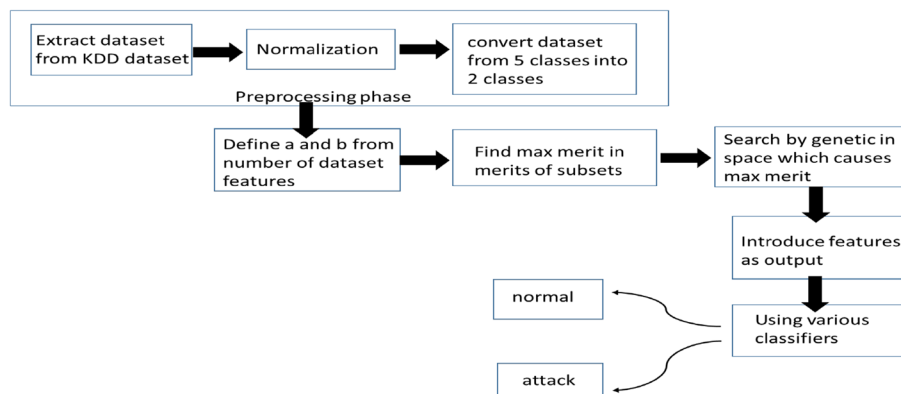 Extract dataset
from KDD dataset
Normalization
convert dataset
from 5 classes into
2 classes
Preprocessing phase
Define a and b from
number of dataset
features
Find max merit in
merits of subsets
Search by genetic in
space which causes
max merit
Introduce features
as output
Using various
classifiers
normal
attack